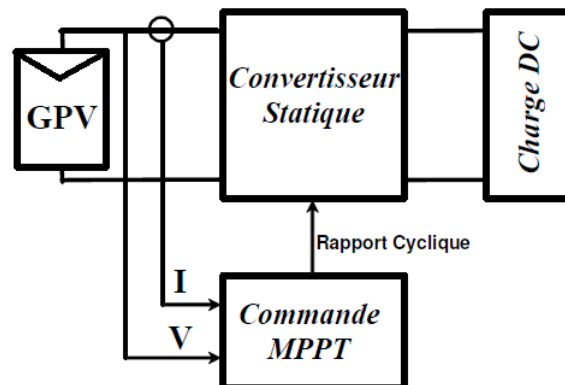 GPV
Convertisseur
Statique
Charge DC
Rapport Cyclique
I
V
Commande
MPPT